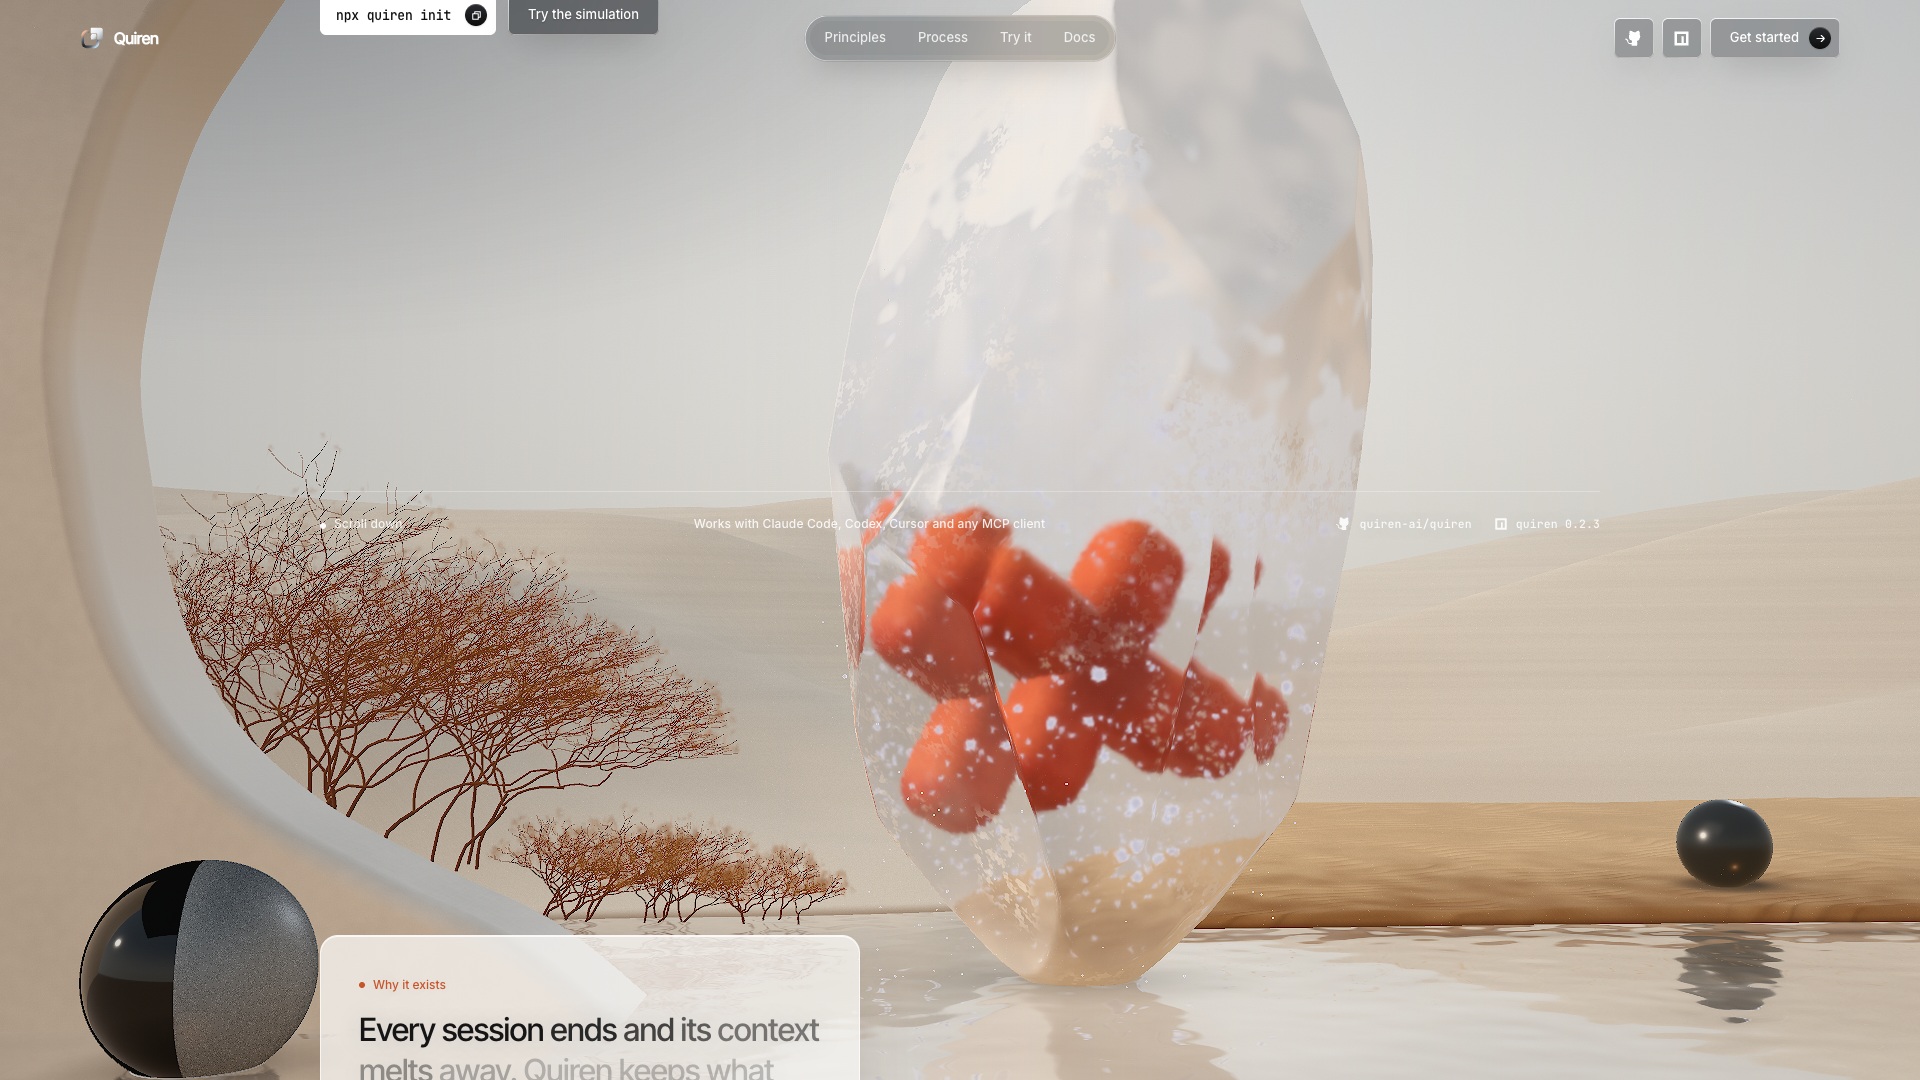 npx quiren init
Try the simulation
Quiren
Principles
Process
Try it
Docs
Get started
Scroll down
Works with Claude Code, Codex, Cursor and any MCP client
quiren-ai/quiren
quiren 0.2.3
Why it exists
Every session ends and its context
melts away. Quiren keeps what